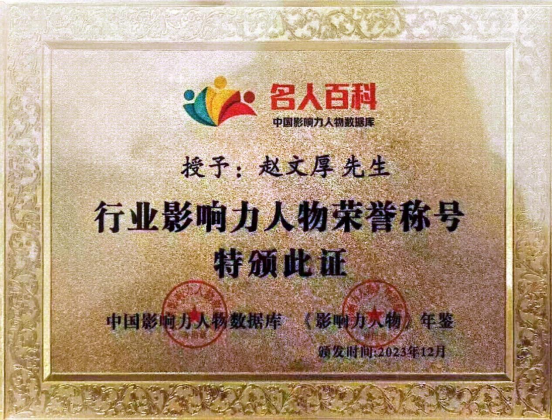 名人百科
中国影响力人物数据库
授予：赵文厚先生
行业影响力人物荣誉称号
特颁此证
中国影响力人物数据库 《影响力人物》年鉴
颁发时间:2023年12月